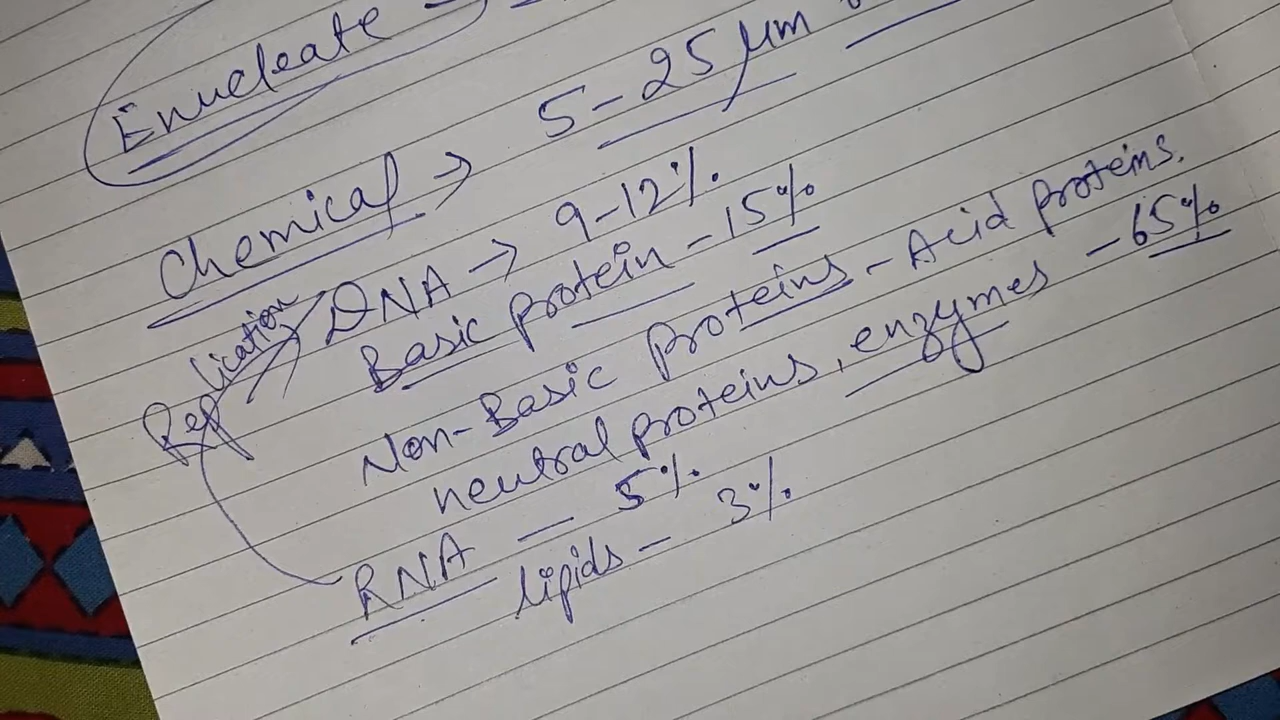 Enucleate –
5–25 μm
Chemical →
DNA → 9–12%.
Replication
Basic protein – 15%
Non-Basic Proteins – Acid proteins.
neutral proteins, enzymes – 65%
RNA — 5%.
lipids – 3%.